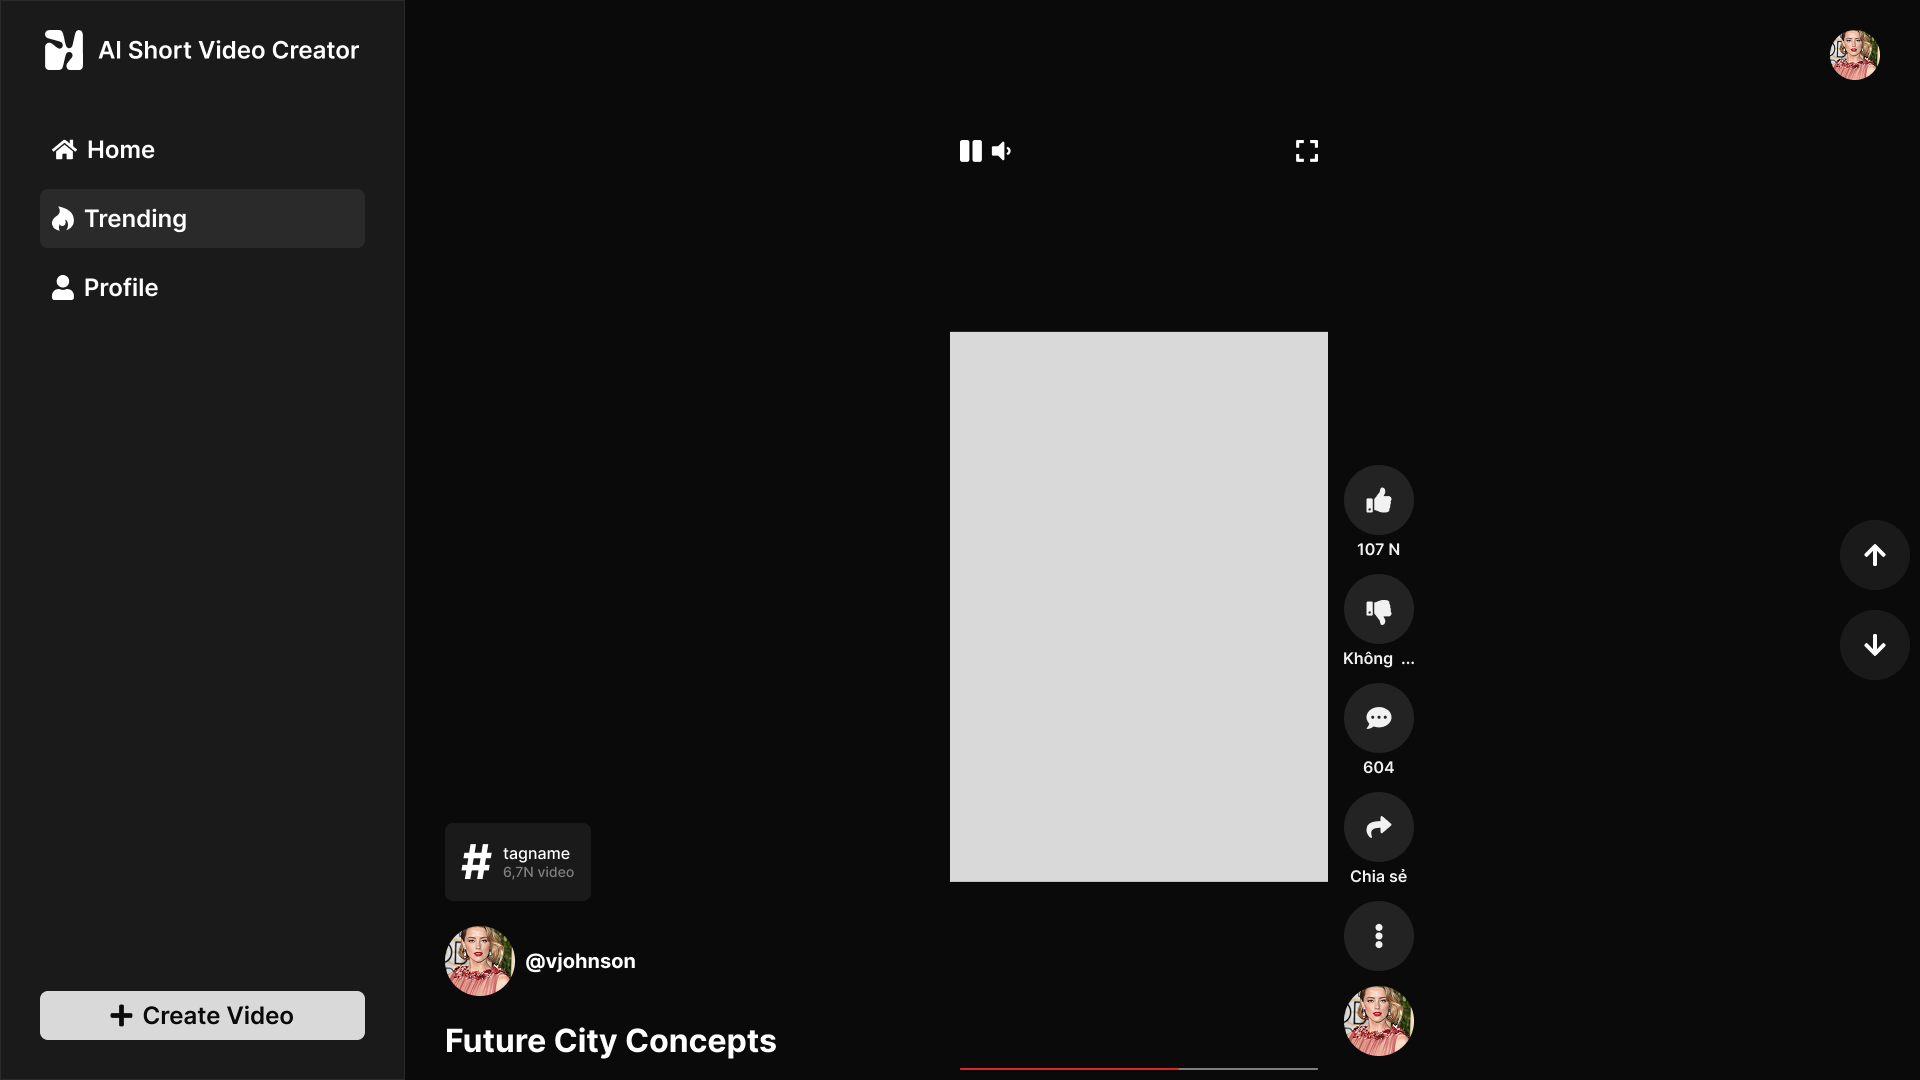 AI Short Video Creator
Home
Trending
Profile
Create Video
107 N
Không ...
604
Chia sẻ
# tagname
6,7N video
@vjohnson
Future City Concepts